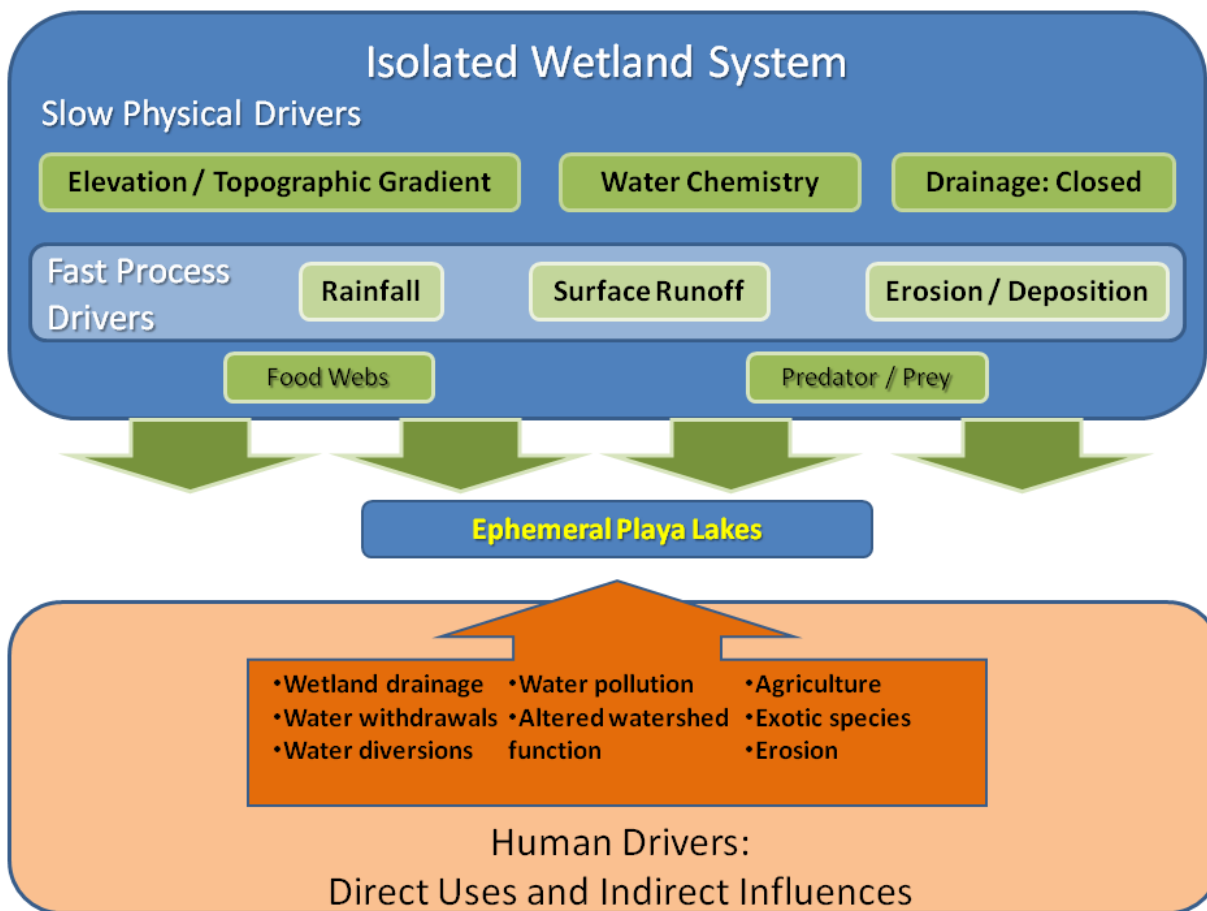 Isolated Wetland System
Slow Physical Drivers
Elevation / Topographic Gradient
Water Chemistry
Drainage: Closed
Fast Process
Drivers
Rainfall
Surface Runoff
Erosion / Deposition
Food Webs
Predator / Prey
Ephemeral Playa Lakes
•Wetland drainage
•Water withdrawals
•Water diversions
•Water pollution
•Altered watershed
function
•Agriculture
•Exotic species
•Erosion
Human Drivers:
Direct Uses and Indirect Influences